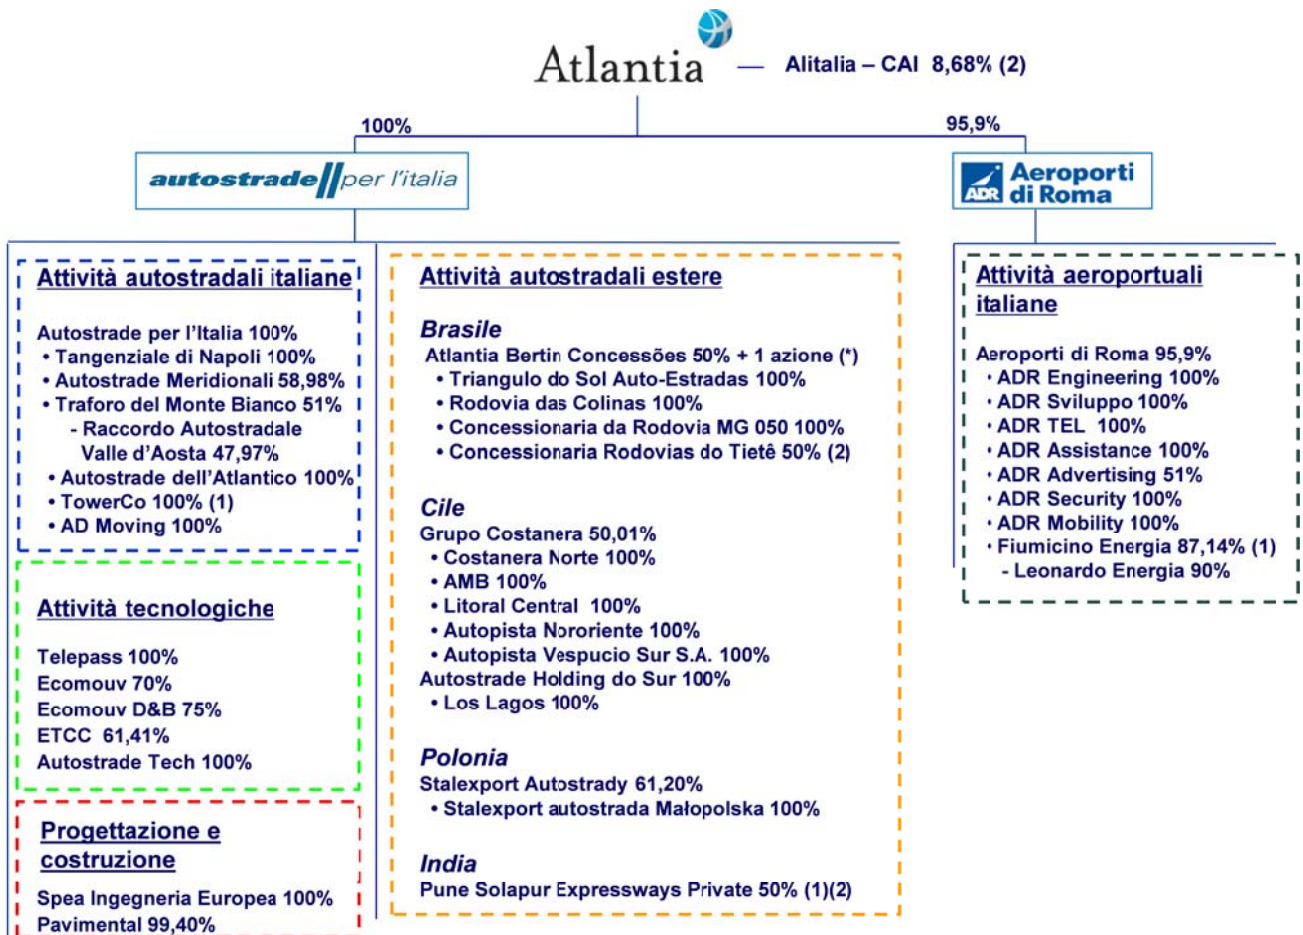 Atlantia
Alitalia – CAI 8,68% (2)
100%
95,9%
autostrade//per l'italia
ADR
Aeroporti
di Roma
Attività autostradali italiane
Autostrade per l'Italia 100%
• Tangenziale di Napoli 100%
• Autostrade Meridionali 58,98%
• Traforo del Monte Bianco 51%
- Raccordo Autostradale
Valle d'Aosta 47,97%
• Autostrade dell'Atlantico 100%
• TowerCo 100% (1)
• AD Moving 100%
Attività tecnologiche
Telepass 100%
Ecomouv 70%
Ecomouv D&B 75%
ETCC 61,41%
Autostrade Tech 100%
Progettazione e
costruzione
Spea Ingegneria Europea 100%
Pavimental 99,40%
Attività autostradali estere
Brasile
Atlantia Bertin Concessões 50% + 1 azione (*)
• Triangulo do Sol Auto-Estradas 100%
• Rodovia das Colinas 100%
• Concessionaria da Rodovia MG 050 100%
• Concessionaria Rodovias do Tietê 50% (2)
Cile
Grupo Costanera 50,01%
• Costanera Norte 100%
• AMB 100%
• Litoral Central 100%
• Autopista Nororiente 100%
• Autopista Vespucio Sur S.A. 100%
Autostrade Holding do Sur 100%
• Los Lagos 100%
Polonia
Stalexport Autostrady 61,20%
• Stalexport autostrada Małopolska 100%
India
Pune Solapur Expressways Private 50% (1)(2)
Attività aeroportuali
italiane
Aeroporti di Roma 95,9%
• ADR Engineering 100%
• ADR Sviluppo 100%
• ADR TEL 100%
• ADR Assistance 100%
• ADR Advertising 51%
• ADR Security 100%
• ADR Mobility 100%
• Fiumicino Energia 87,14% (1)
- Leonardo Energia 90%